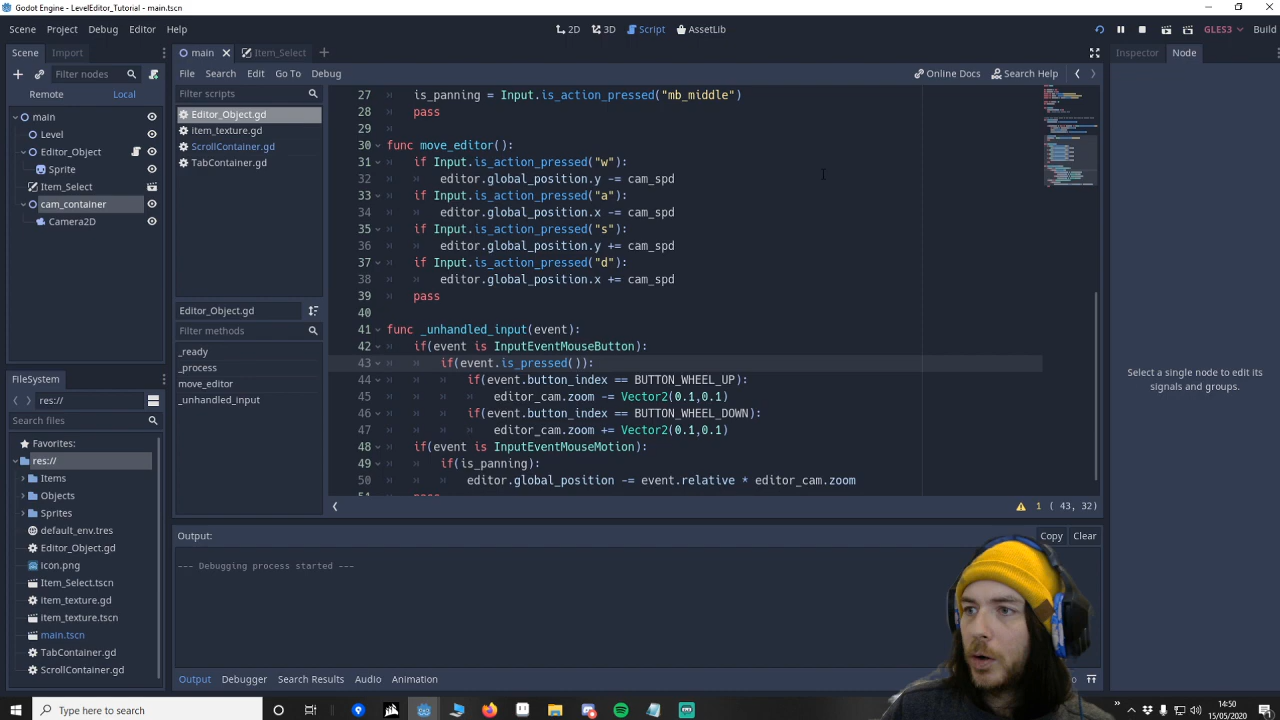 Godot Engine - LevelEditor_Tutorial - main.tscn
Scene Project Debug Editor Help
2D 3D Script AssetLib
GLES3 Build
Scene Import
main Item_Select
Inspector Node
Filter nodes
File Search Edit Go To Debug
Online Docs Search Help
Remote Local
Filter scripts
main
Level
Editor_Object
Sprite
Item_Select
cam_container
Camera2D
Editor_Object.gd
item_texture.gd
ScrollContainer.gd
TabContainer.gd
Editor_Object.gd
Filter methods
_ready
_process
move_editor
_unhandled_input
27 is_panning = Input.is_action_pressed("mb_middle")
28 pass
29
30 func move_editor():
31 if Input.is_action_pressed("w"):
32 editor.global_position.y -= cam_spd
33 if Input.is_action_pressed("a"):
34 editor.global_position.x -= cam_spd
35 if Input.is_action_pressed("s"):
36 editor.global_position.y += cam_spd
37 if Input.is_action_pressed("d"):
38 editor.global_position.x += cam_spd
39 pass
40
41 func _unhandled_input(event):
42 if(event is InputEventMouseButton):
43 if(event.is_pressed()):
44 if(event.button_index == BUTTON_WHEEL_UP):
45 editor_cam.zoom -= Vector2(0.1,0.1)
46 if(event.button_index == BUTTON_WHEEL_DOWN):
47 editor_cam.zoom += Vector2(0.1,0.1)
48 if(event is InputEventMouseMotion):
49 if(is_panning):
50 editor.global_position -= event.relative * editor_cam.zoom
51 pass
1 ( 43, 32)
Select a single node to edit its
signals and groups.
FileSystem
res://
Search files
Favorites:
res://
Items
Objects
Sprites
default_env.tres
Editor_Object.gd
icon.png
Item_Select.tscn
item_texture.gd
item_texture.tscn
main.tscn
TabContainer.gd
ScrollContainer.gd
Output:
Copy Clear
--- Debugging process started ---
Output Debugger Search Results Audio Animation
Type here to search
14:50
15/05/2020